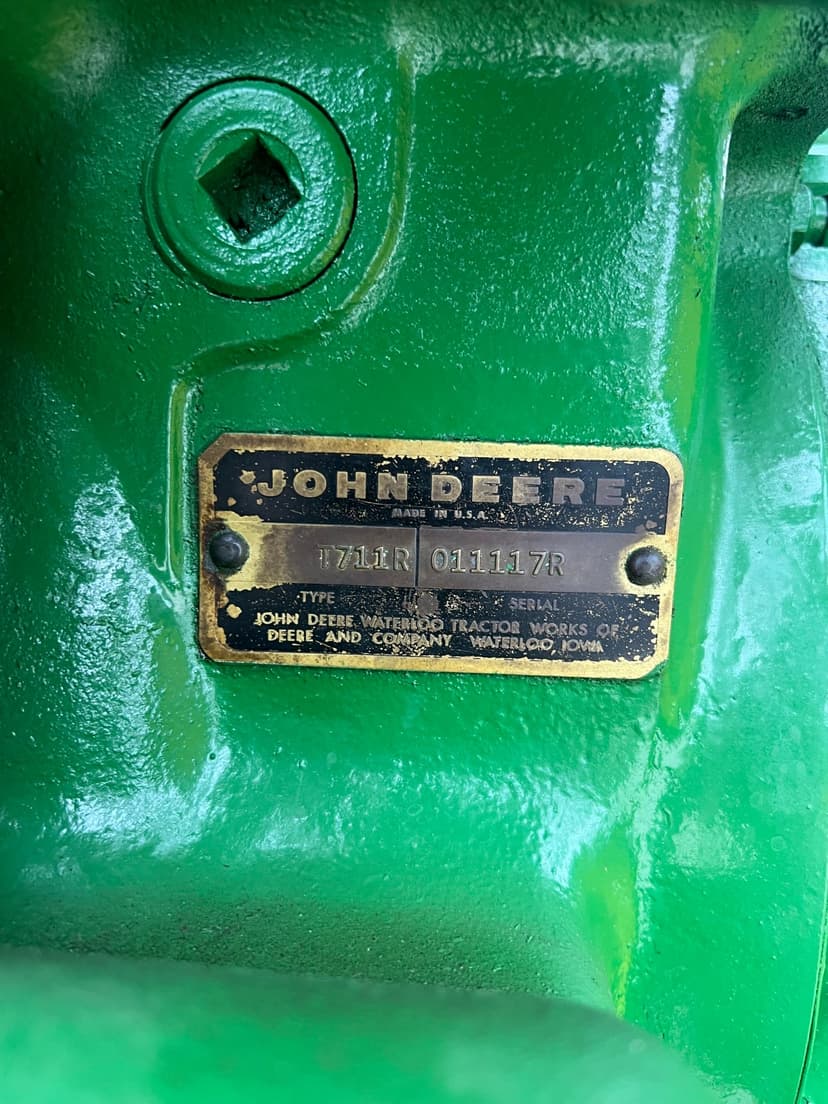 JOHN DEERE
MADE IN U.S.A.
T711R 011117R
TYPE SERIAL
JOHN DEERE WATERLOO TRACTOR WORKS OF
DEERE AND COMPANY WATERLOO IOWA